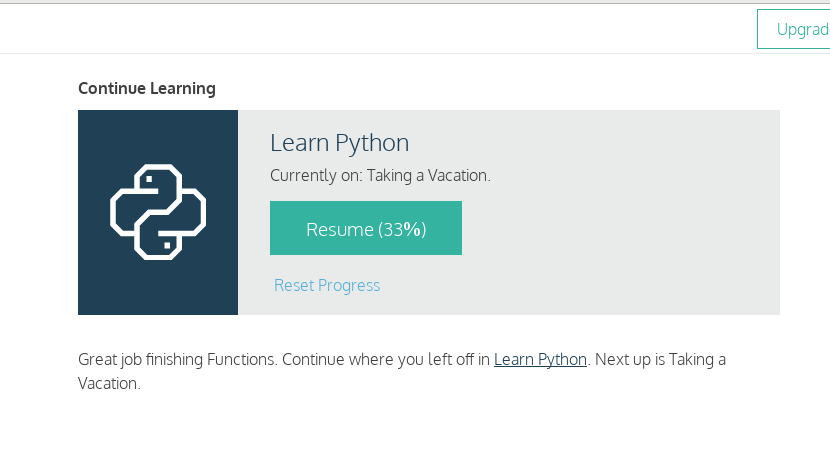 Upgrad
Continue Learning
Learn Python
Currently on: Taking a Vacation.
Resume (33%)
Reset Progress
Great job finishing Functions. Continue where you left off in Learn Python. Next up is Taking a
Vacation.